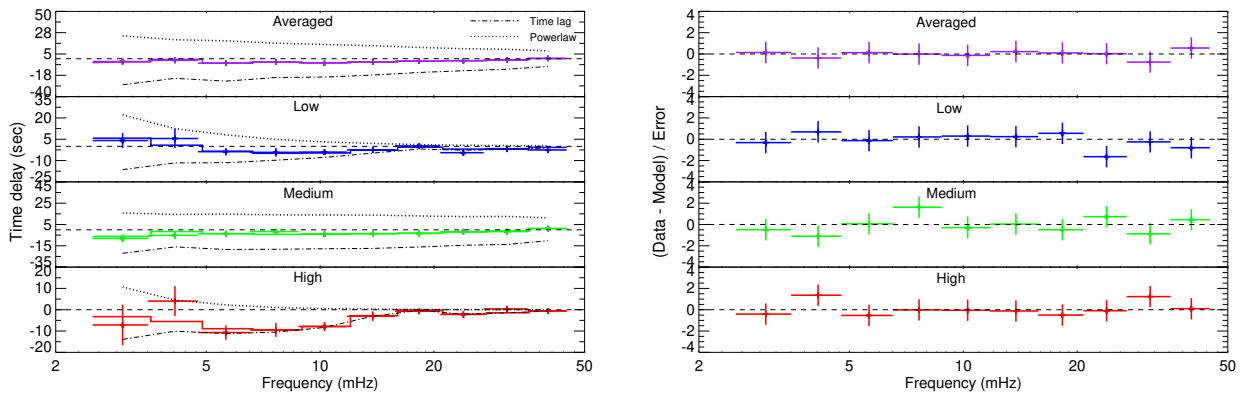 Averaged
Time lag
Powerlaw
50
28
5
-18
-40
Low
35
20
5
-10
-25
Medium
45
25
5
-15
-35
High
20
10
0
-10
-20
Time delay (sec)
2 5 10 20 50
Frequency (mHz)
Averaged
4
2
0
-2
-4
Low
4
2
0
-2
-4
Medium
4
2
0
-2
-4
High
4
2
0
-2
-4
(Data - Model) / Error
2 5 10 20 50
Frequency (mHz)